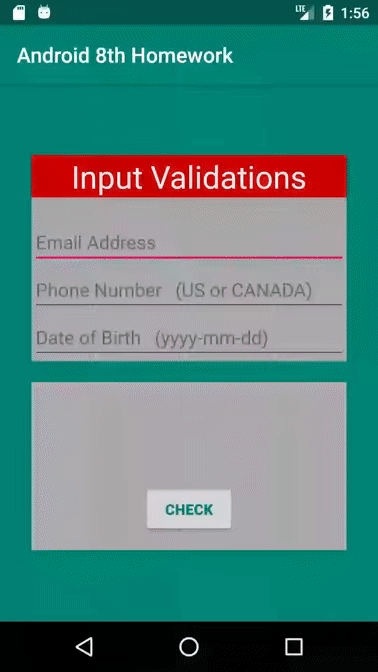 LTE 1:56
Android 8th Homework
Input Validations
Email Address
Phone Number (US or CANADA)
Date of Birth (yyyy-mm-dd)
CHECK